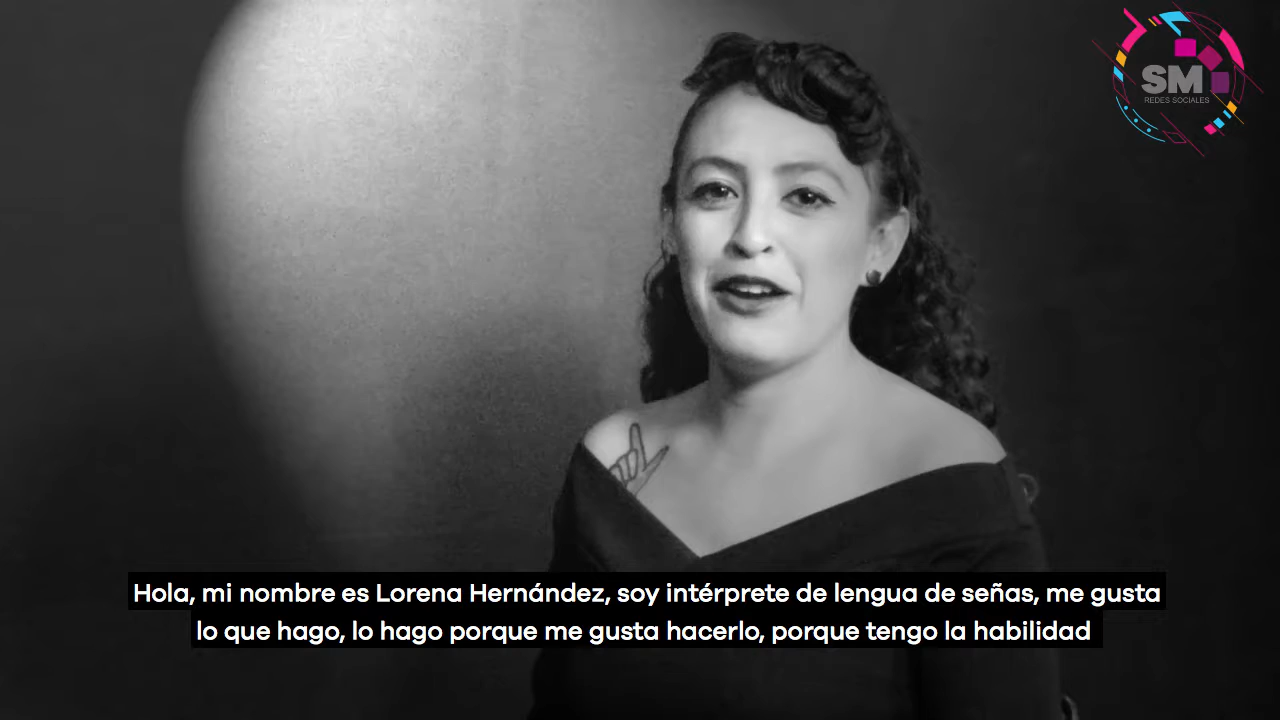 SM
REDES SOCIALES
Hola, mi nombre es Lorena Hernández, soy intérprete de lengua de señas, me gusta
lo que hago, lo hago porque me gusta hacerlo, porque tengo la habilidad